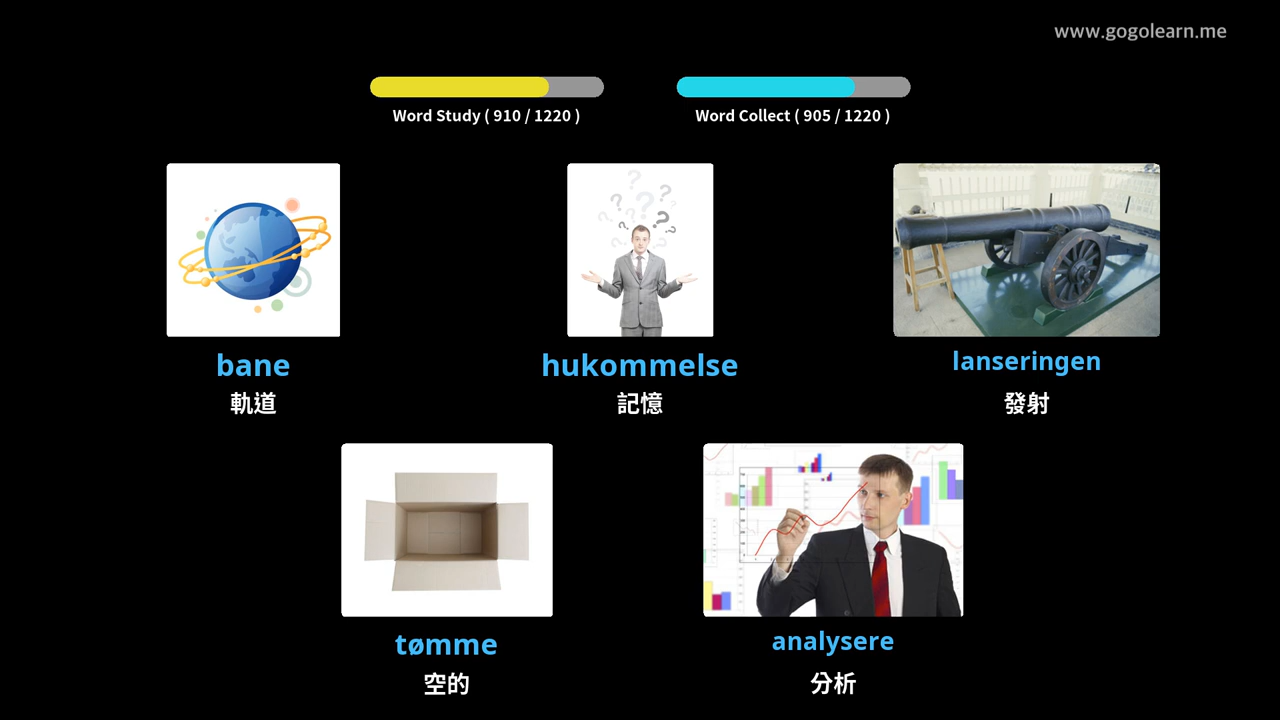 www.gogolearn.me
Word Study ( 910 / 1220 )
Word Collect ( 905 / 1220 )
bane
軌道
hukommelse
記憶
lanseringen
發射
tømme
空的
analysere
分析